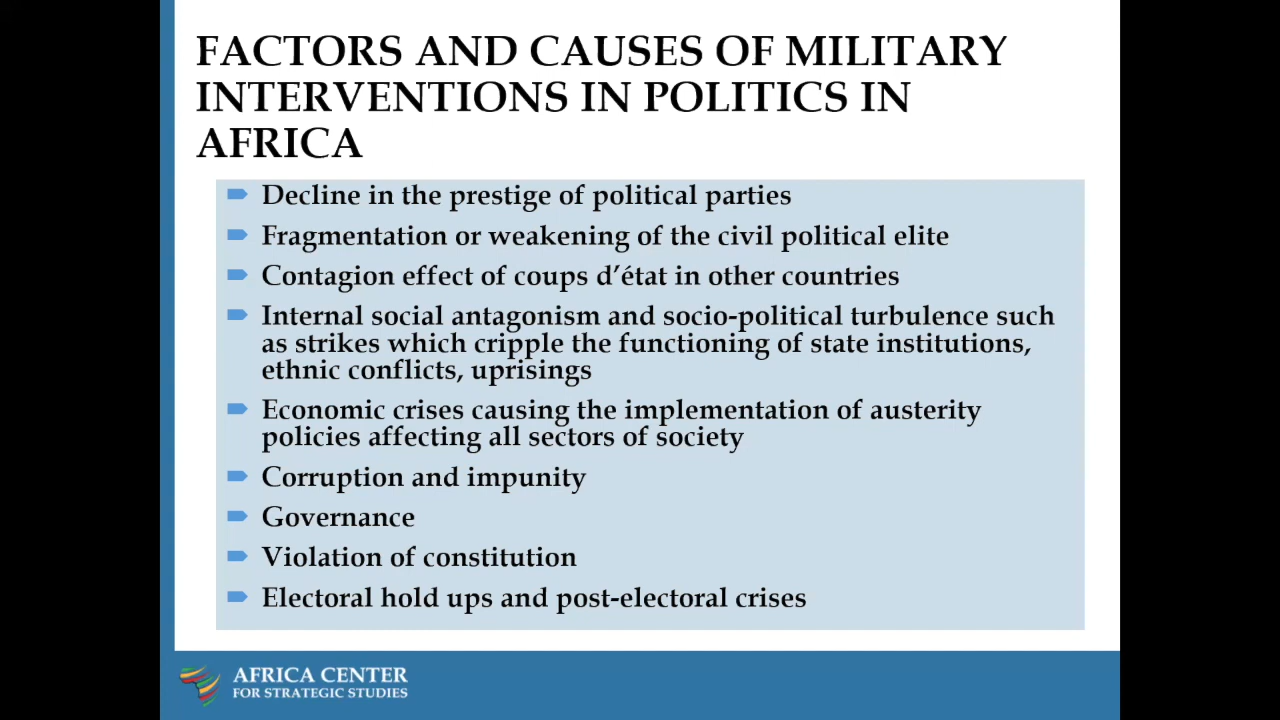 FACTORS AND CAUSES OF MILITARY
INTERVENTIONS IN POLITICS IN
AFRICA
Decline in the prestige of political parties
Fragmentation or weakening of the civil political elite
Contagion effect of coups d’état in other countries
Internal social antagonism and socio-political turbulence such
as strikes which cripple the functioning of state institutions,
ethnic conflicts, uprisings
Economic crises causing the implementation of austerity
policies affecting all sectors of society
Corruption and impunity
Governance
Violation of constitution
Electoral hold ups and post-electoral crises
AFRICA CENTER
FOR STRATEGIC STUDIES